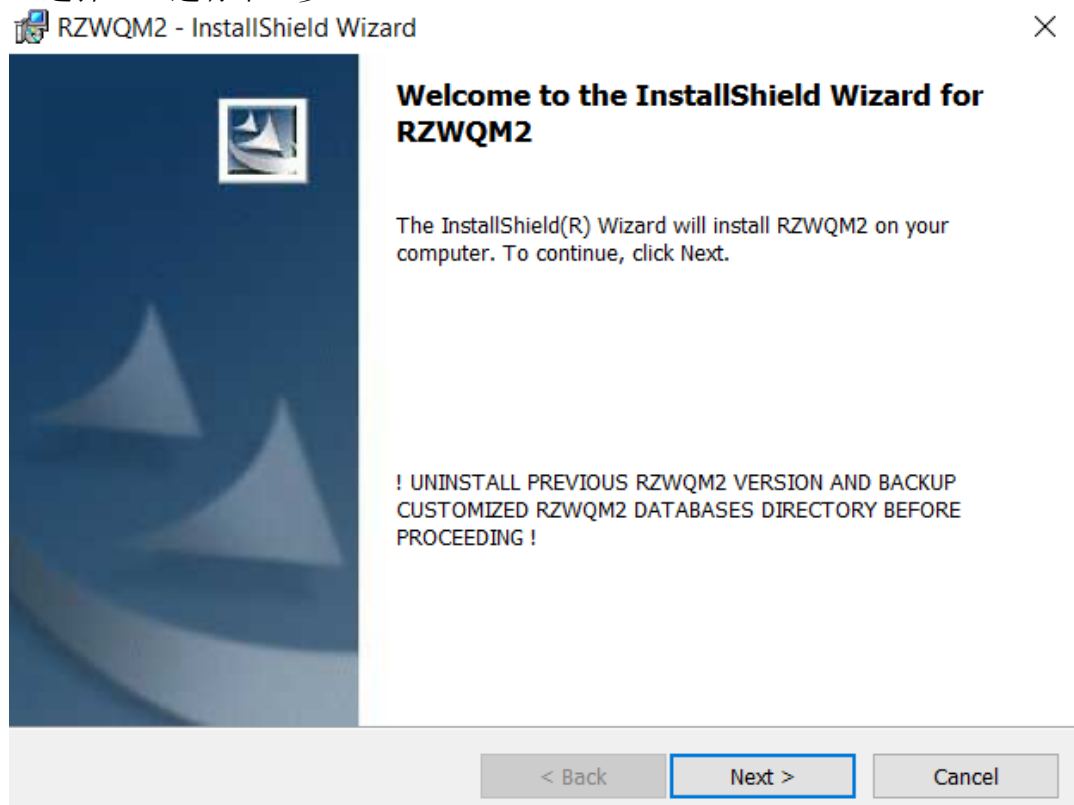 RZWQM2 - InstallShield Wizard
Welcome to the InstallShield Wizard for
RZWQM2
The InstallShield(R) Wizard will install RZWQM2 on your
computer. To continue, click Next.
! UNINSTALL PREVIOUS RZWQM2 VERSION AND BACKUP
CUSTOMIZED RZWQM2 DATABASES DIRECTORY BEFORE
PROCEEDING !
< Back
Next >
Cancel